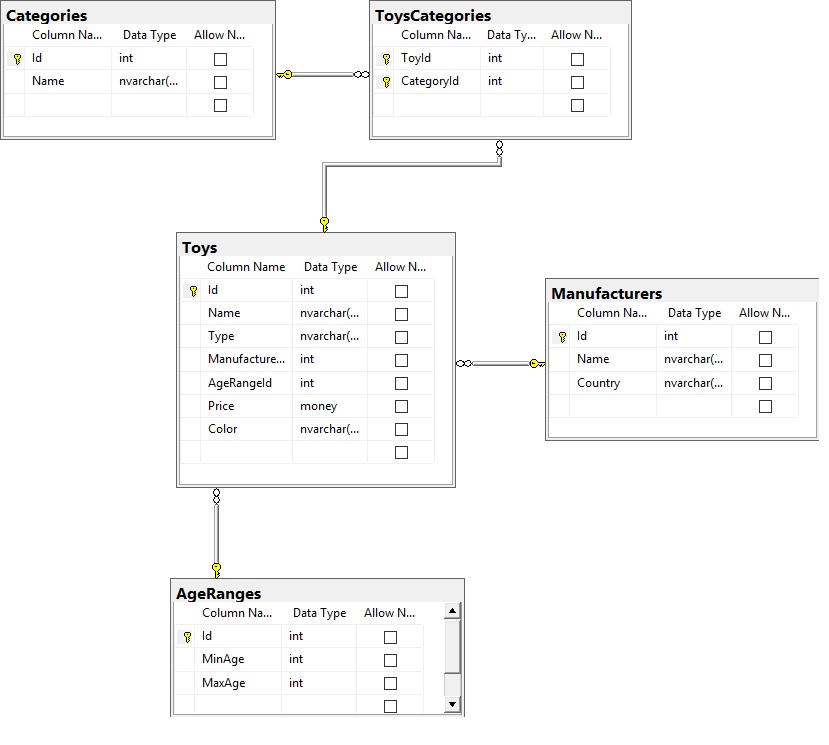 Categories
Column Na... Data Type Allow N...
Id int
Name nvarchar(...
ToysCategories
Column Na... Data Ty... Allow N...
ToyId int
CategoryId int
Toys
Column Name Data Type Allow N...
Id int
Name nvarchar(...
Type nvarchar(...
Manufacture... int
AgeRangeId int
Price money
Color nvarchar(...
Manufacturers
Column Na... Data Type Allow N...
Id int
Name nvarchar(...
Country nvarchar(...
AgeRanges
Column Na... Data Type Allow N...
Id int
MinAge int
MaxAge int